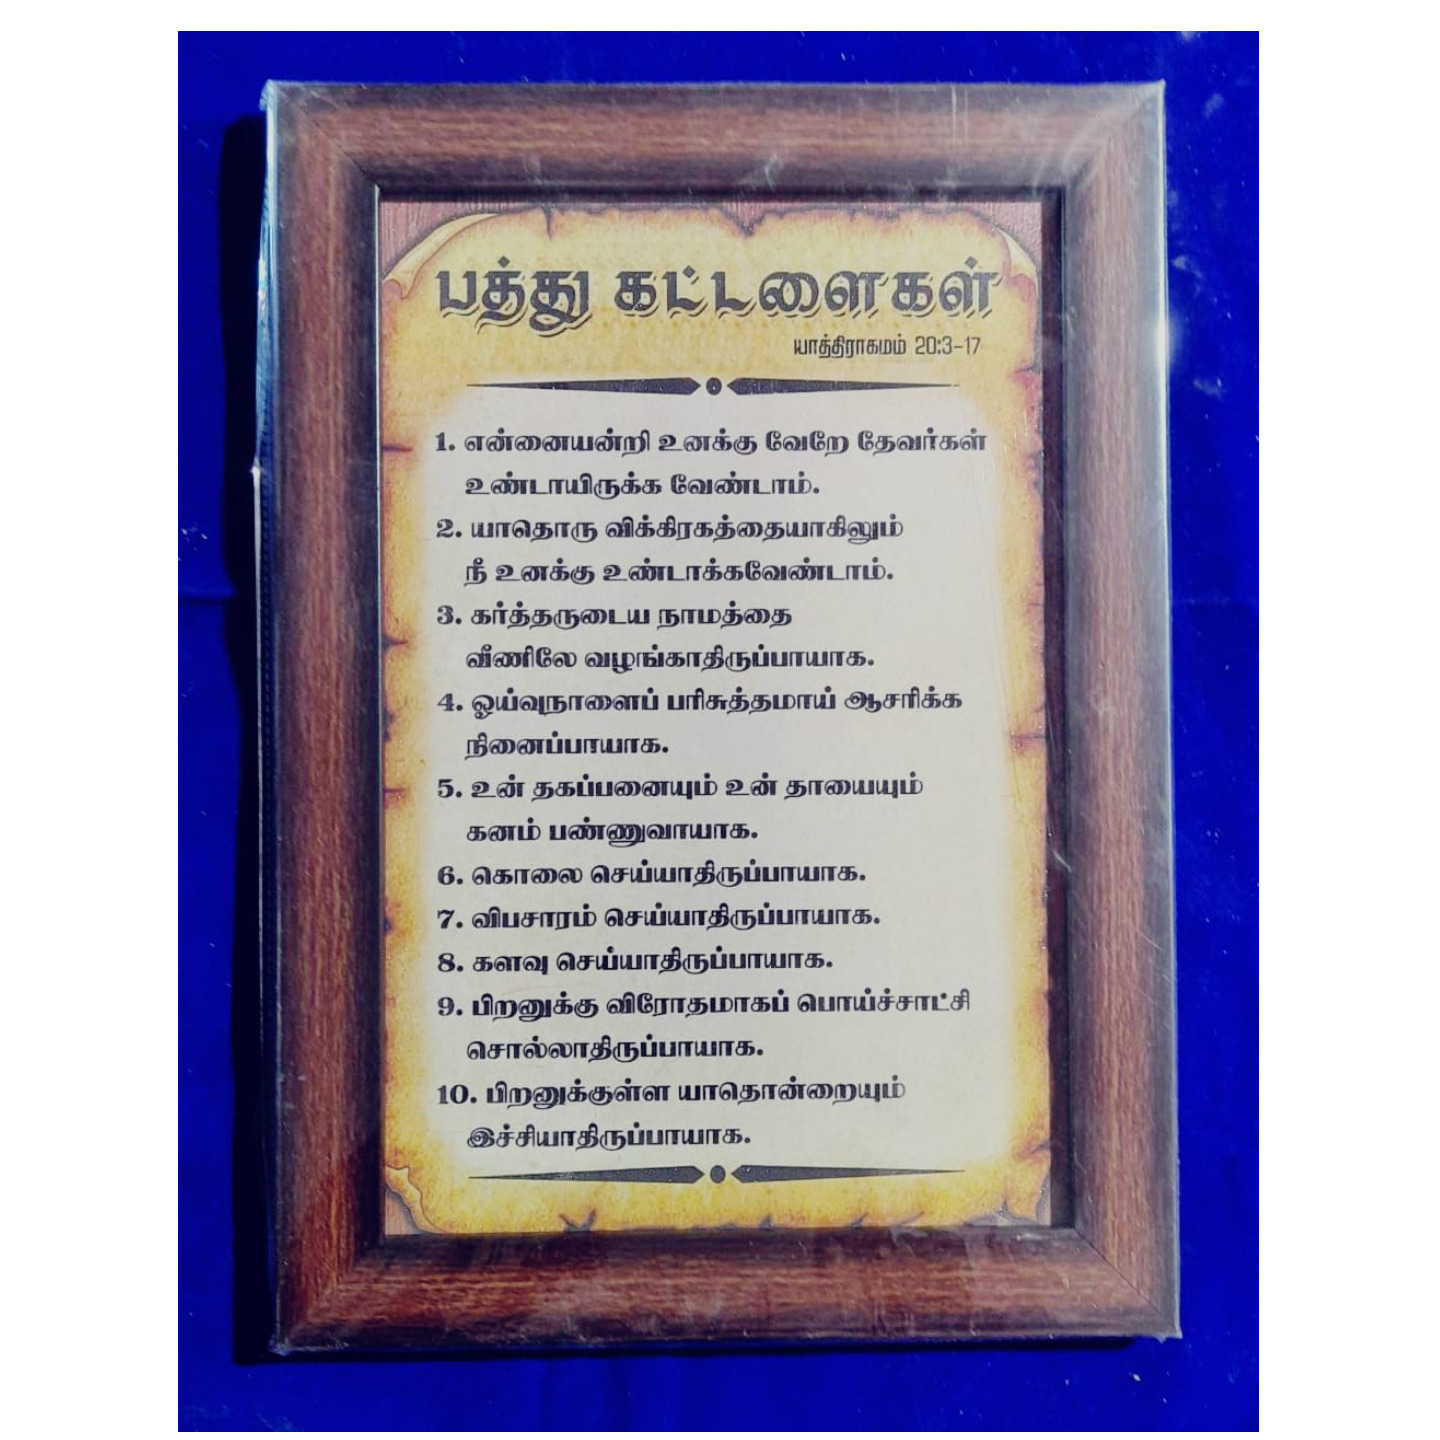 பத்து கட்டளைகள்
யாத்திராகமம் 20:3-17
1. என்னையன்றி உனக்கு வேறே தேவர்கள்
உண்டாயிருக்க வேண்டாம்.
2. யாதொரு விக்கிரகத்தையாகிலும்
நீ உனக்கு உண்டாக்கவேண்டாம்.
3. கர்த்தருடைய நாமத்தை
வீணிலே வழங்காதிருப்பாயாக.
4. ஓய்வுநாளைப் பரிசுத்தமாய் ஆசரிக்க
நினைப்பாயாக.
5. உன் தகப்பனையும் உன் தாயையும்
கனம் பண்ணுவாயாக.
6. கொலை செய்யாதிருப்பாயாக.
7. விபசாரம் செய்யாதிருப்பாயாக.
8. களவு செய்யாதிருப்பாயாக.
9. பிறனுக்கு விரோதமாகப் பொய்ச்சாட்சி
சொல்லாதிருப்பாயாக.
10. பிறனுக்குள்ள யாதொன்றையும்
இச்சியாதிருப்பாயாக.